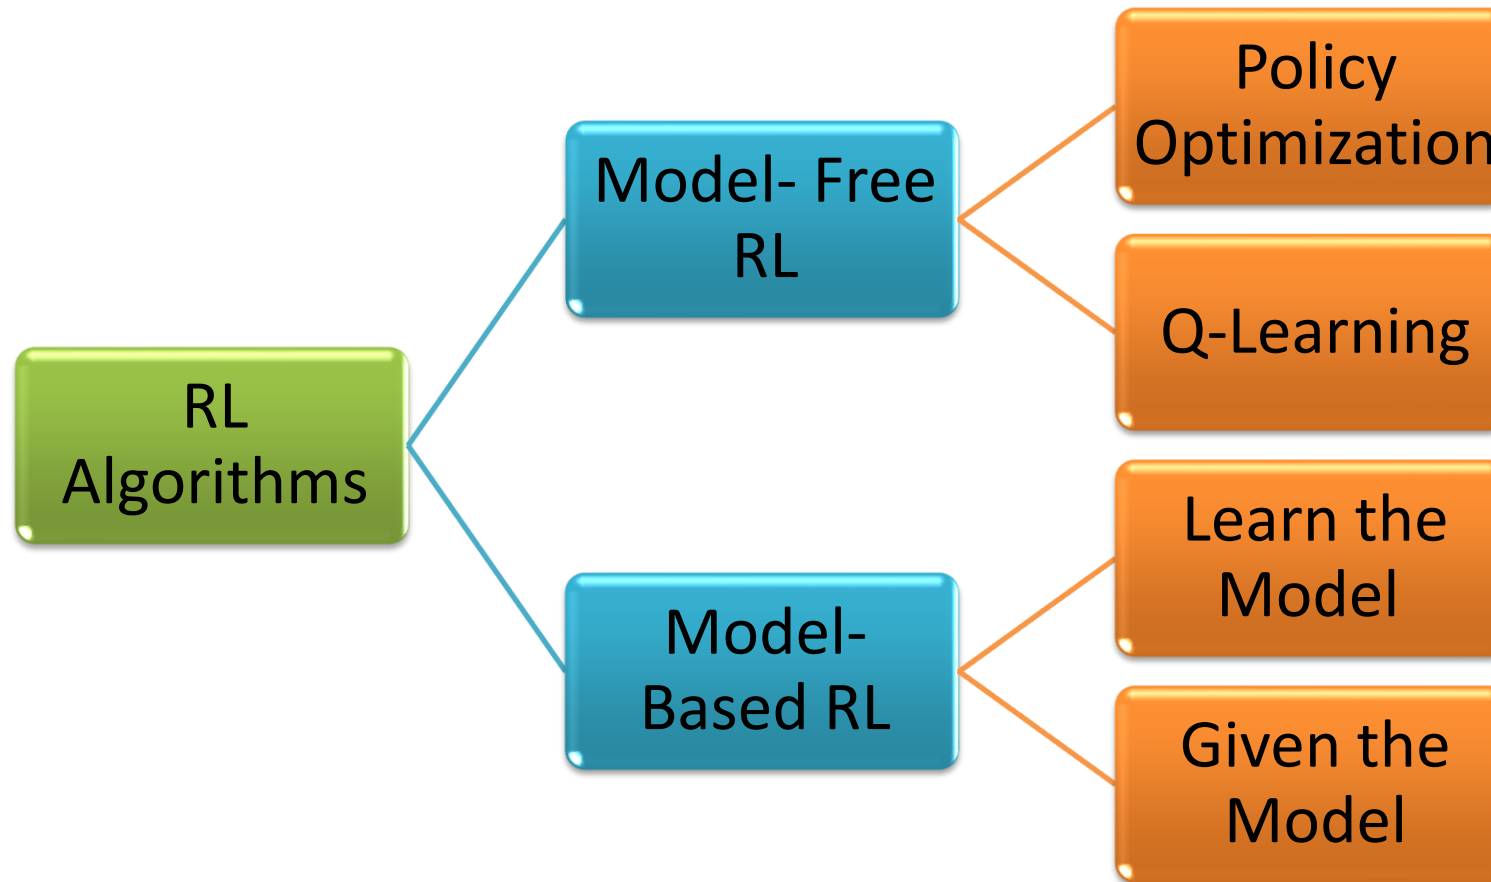 RL
Algorithms
Model- Free
RL
Model-
Based RL
Policy
Optimization
Q-Learning
Learn the
Model
Given the
Model